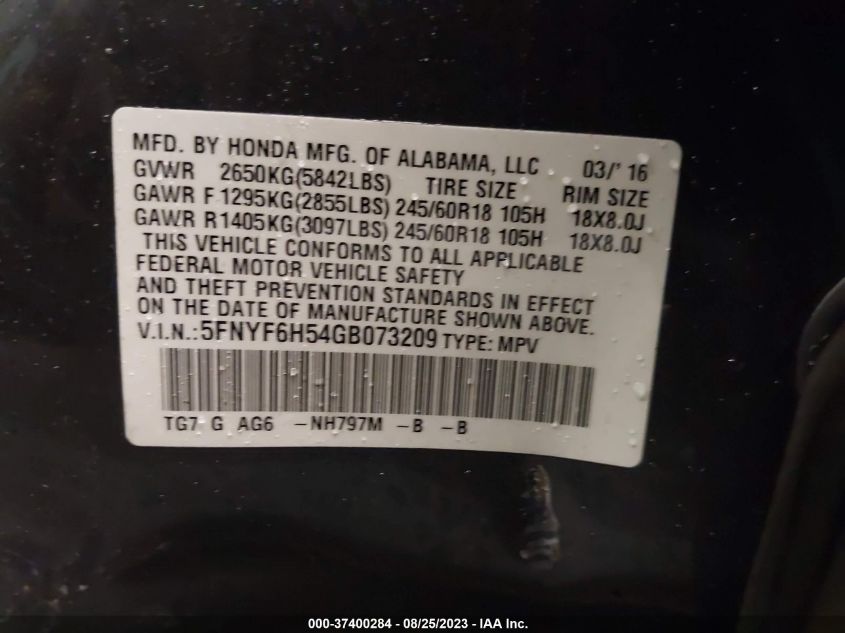 MFD. BY HONDA MFG. OF ALABAMA, LLC 03/' 16
GVWR 2650KG(5842LBS) TIRE SIZE RIM SIZE
GAWR F 1295KG(2855LBS) 245/60R18 105H 18X8.0J
GAWR R 1405KG(3097LBS) 245/60R18 105H 18X8.0J
THIS VEHICLE CONFORMS TO ALL APPLICABLE
FEDERAL MOTOR VEHICLE SAFETY
AND THEFT PREVENTION STANDARDS IN EFFECT
ON THE DATE OF MANUFACTURE SHOWN ABOVE.
V.I.N.:5FNYF6H54GB073209 TYPE: MPV
TG7 G AG6 -NH797M -B -B
000-37400284 - 08/25/2023 - IAA Inc.